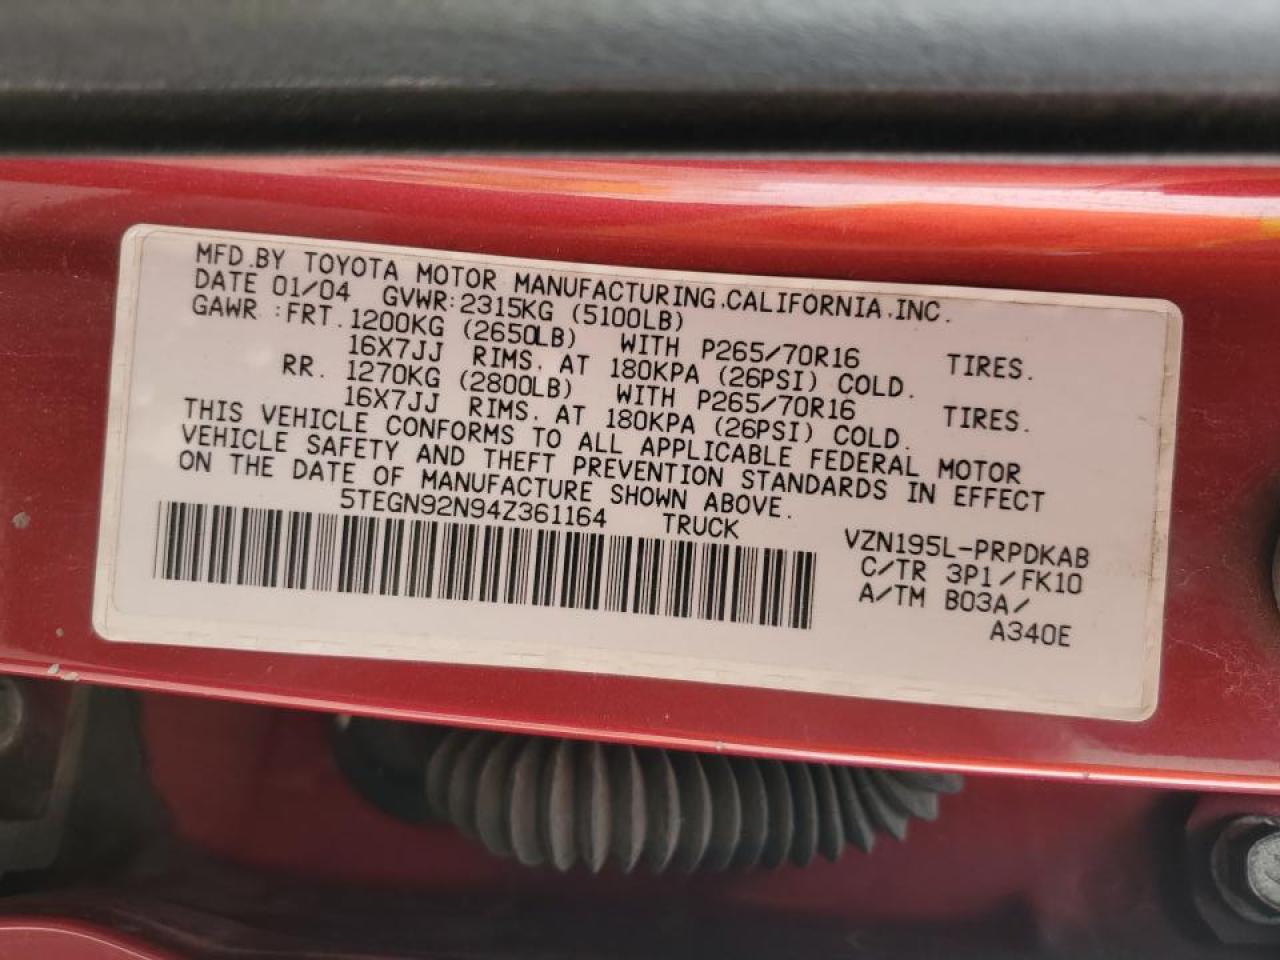 MFD.BY TOYOTA MOTOR MANUFACTURING.CALIFORNIA.INC.
DATE 01/04 GVWR:2315KG (5100LB)
GAWR :FRT.1200KG (2650LB) WITH P265/70R16 TIRES.
16X7JJ RIMS. AT 180KPA (26PSI) COLD.
RR. 1270KG (2800LB) WITH P265/70R16 TIRES.
16X7JJ RIMS. AT 180KPA (26PSI) COLD.
THIS VEHICLE CONFORMS TO ALL APPLICABLE FEDERAL MOTOR
VEHICLE SAFETY AND THEFT PREVENTION STANDARDS IN EFFECT
ON THE DATE OF MANUFACTURE SHOWN ABOVE.
5TEGN92N94Z361164 TRUCK
VZN195L-PRPDKAB
C/TR 3P1/FK10
A/TM B03A/
A340E